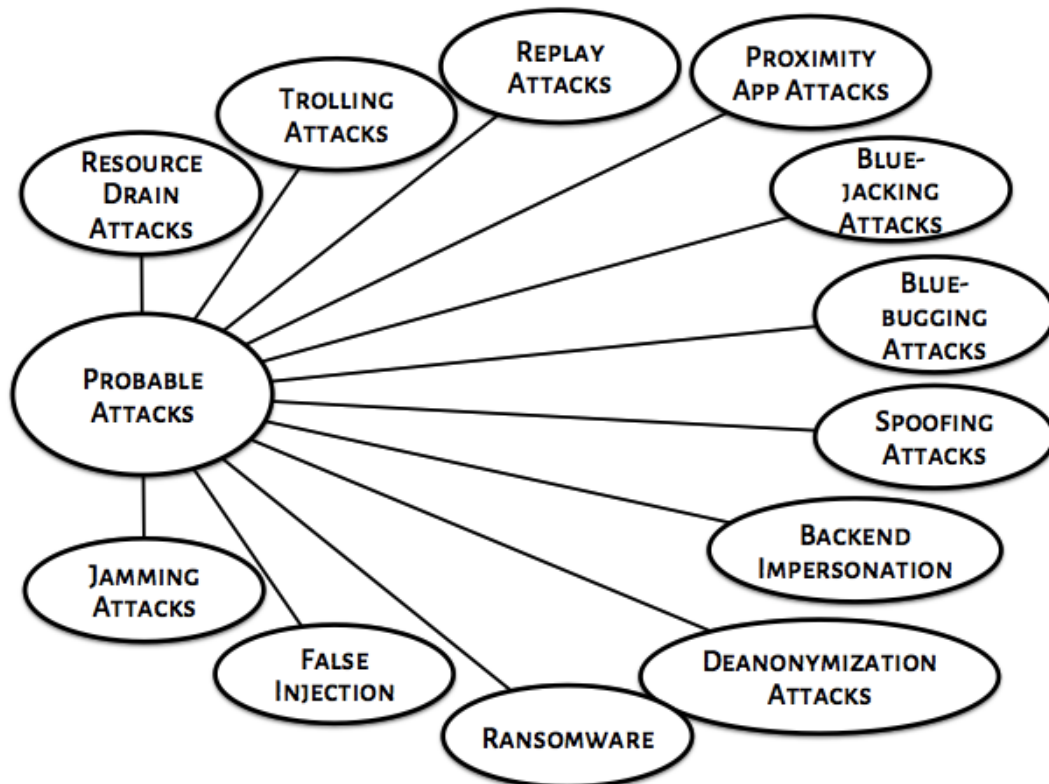 REPLAY
ATTACKS
PROXIMITY
APP ATTACKS
TROLLING
ATTACKS
RESOURCE
DRAIN
ATTACKS
BLUE-
JACKING
ATTACKS
BLUE-
BUGGING
ATTACKS
PROBABLE
ATTACKS
SPOOFING
ATTACKS
BACKEND
IMPERSONATION
JAMMING
ATTACKS
FALSE
INJECTION
DEANONYMIZATION
ATTACKS
RANSOMWARE